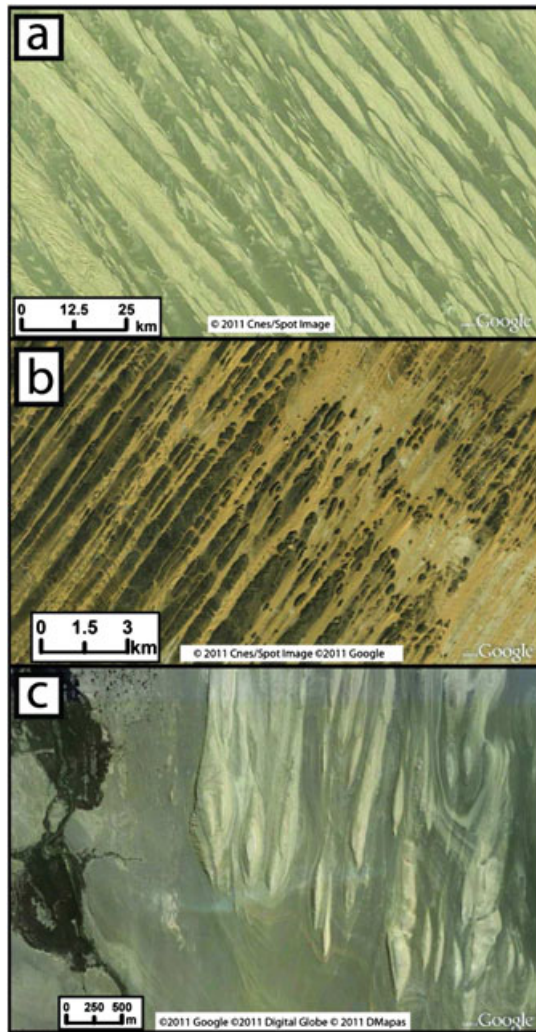 a
0 12.5 25
km
© 2011 Cnes/Spot Image
Google
b
0 1.5 3
km
© 2011 Cnes/Spot Image ©2011 Google
Google
c
0 250 500
m
©2011 Google ©2011 Digital Globe © 2011 DMapas
Google